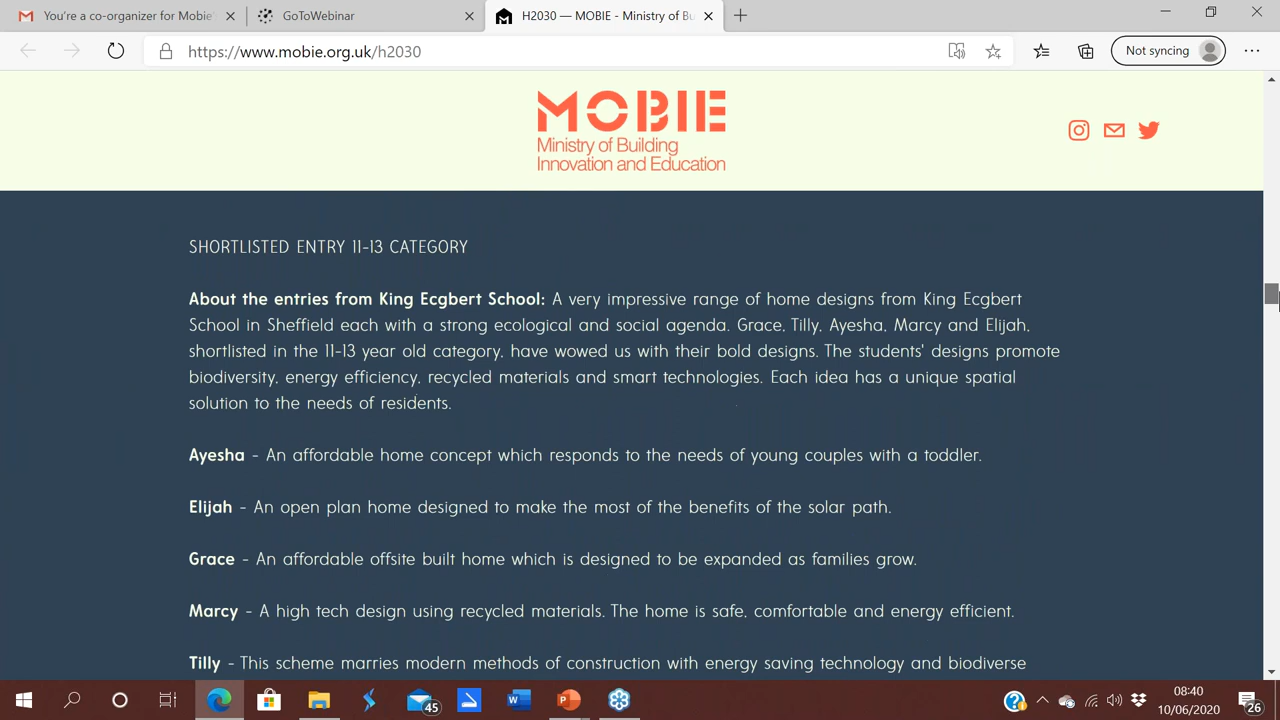 You're a co-organizer for Mobie'
GoToWebinar
H2030 — MOBIE - Ministry of Bu
https://www.mobie.org.uk/h2030
Not syncing
MOBIE
Ministry of Building
Innovation and Education
SHORTLISTED ENTRY 11-13 CATEGORY
About the entries from King Ecgbert School: A very impressive range of home designs from King Ecgbert
School in Sheffield each with a strong ecological and social agenda. Grace, Tilly, Ayesha, Marcy and Elijah,
shortlisted in the 11-13 year old category, have wowed us with their bold designs. The students' designs promote
biodiversity, energy efficiency, recycled materials and smart technologies. Each idea has a unique spatial
solution to the needs of residents.
Ayesha - An affordable home concept which responds to the needs of young couples with a toddler.
Elijah - An open plan home designed to make the most of the benefits of the solar path.
Grace - An affordable offsite built home which is designed to be expanded as families grow.
Marcy - A high tech design using recycled materials. The home is safe, comfortable and energy efficient.
Tilly - This scheme marries modern methods of construction with energy saving technology and biodiverse
45
08:40
10/06/2020
26